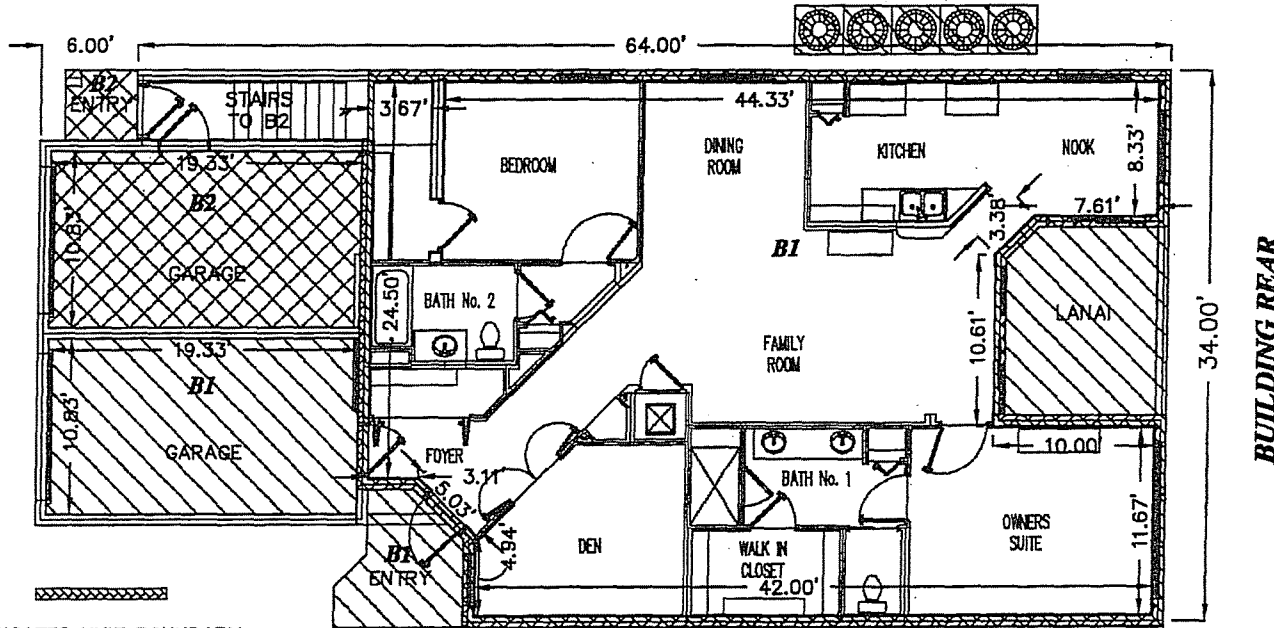 6.00'
64.00'
B2
ENTRY
STAIRS
TO B2
3.67'
44.33'
BEDROOM
DINING
ROOM
KITCHEN
NOOK
8.33'
19.33'
B2
10.83'
GARAGE
3.38'
7.61'
B1
LANAI
24.50'
BATH No. 2
10.61'
34.00'
BUILDING REAR
19.33'
B1
10.83'
GARAGE
FAMILY
ROOM
FOYER
3.11'
5.03'
4.94'
10.00'
BATH No. 1
11.67'
OWNERS
SUITE
DEN
WALK IN
CLOSET
42.00'
B1
ENTRY